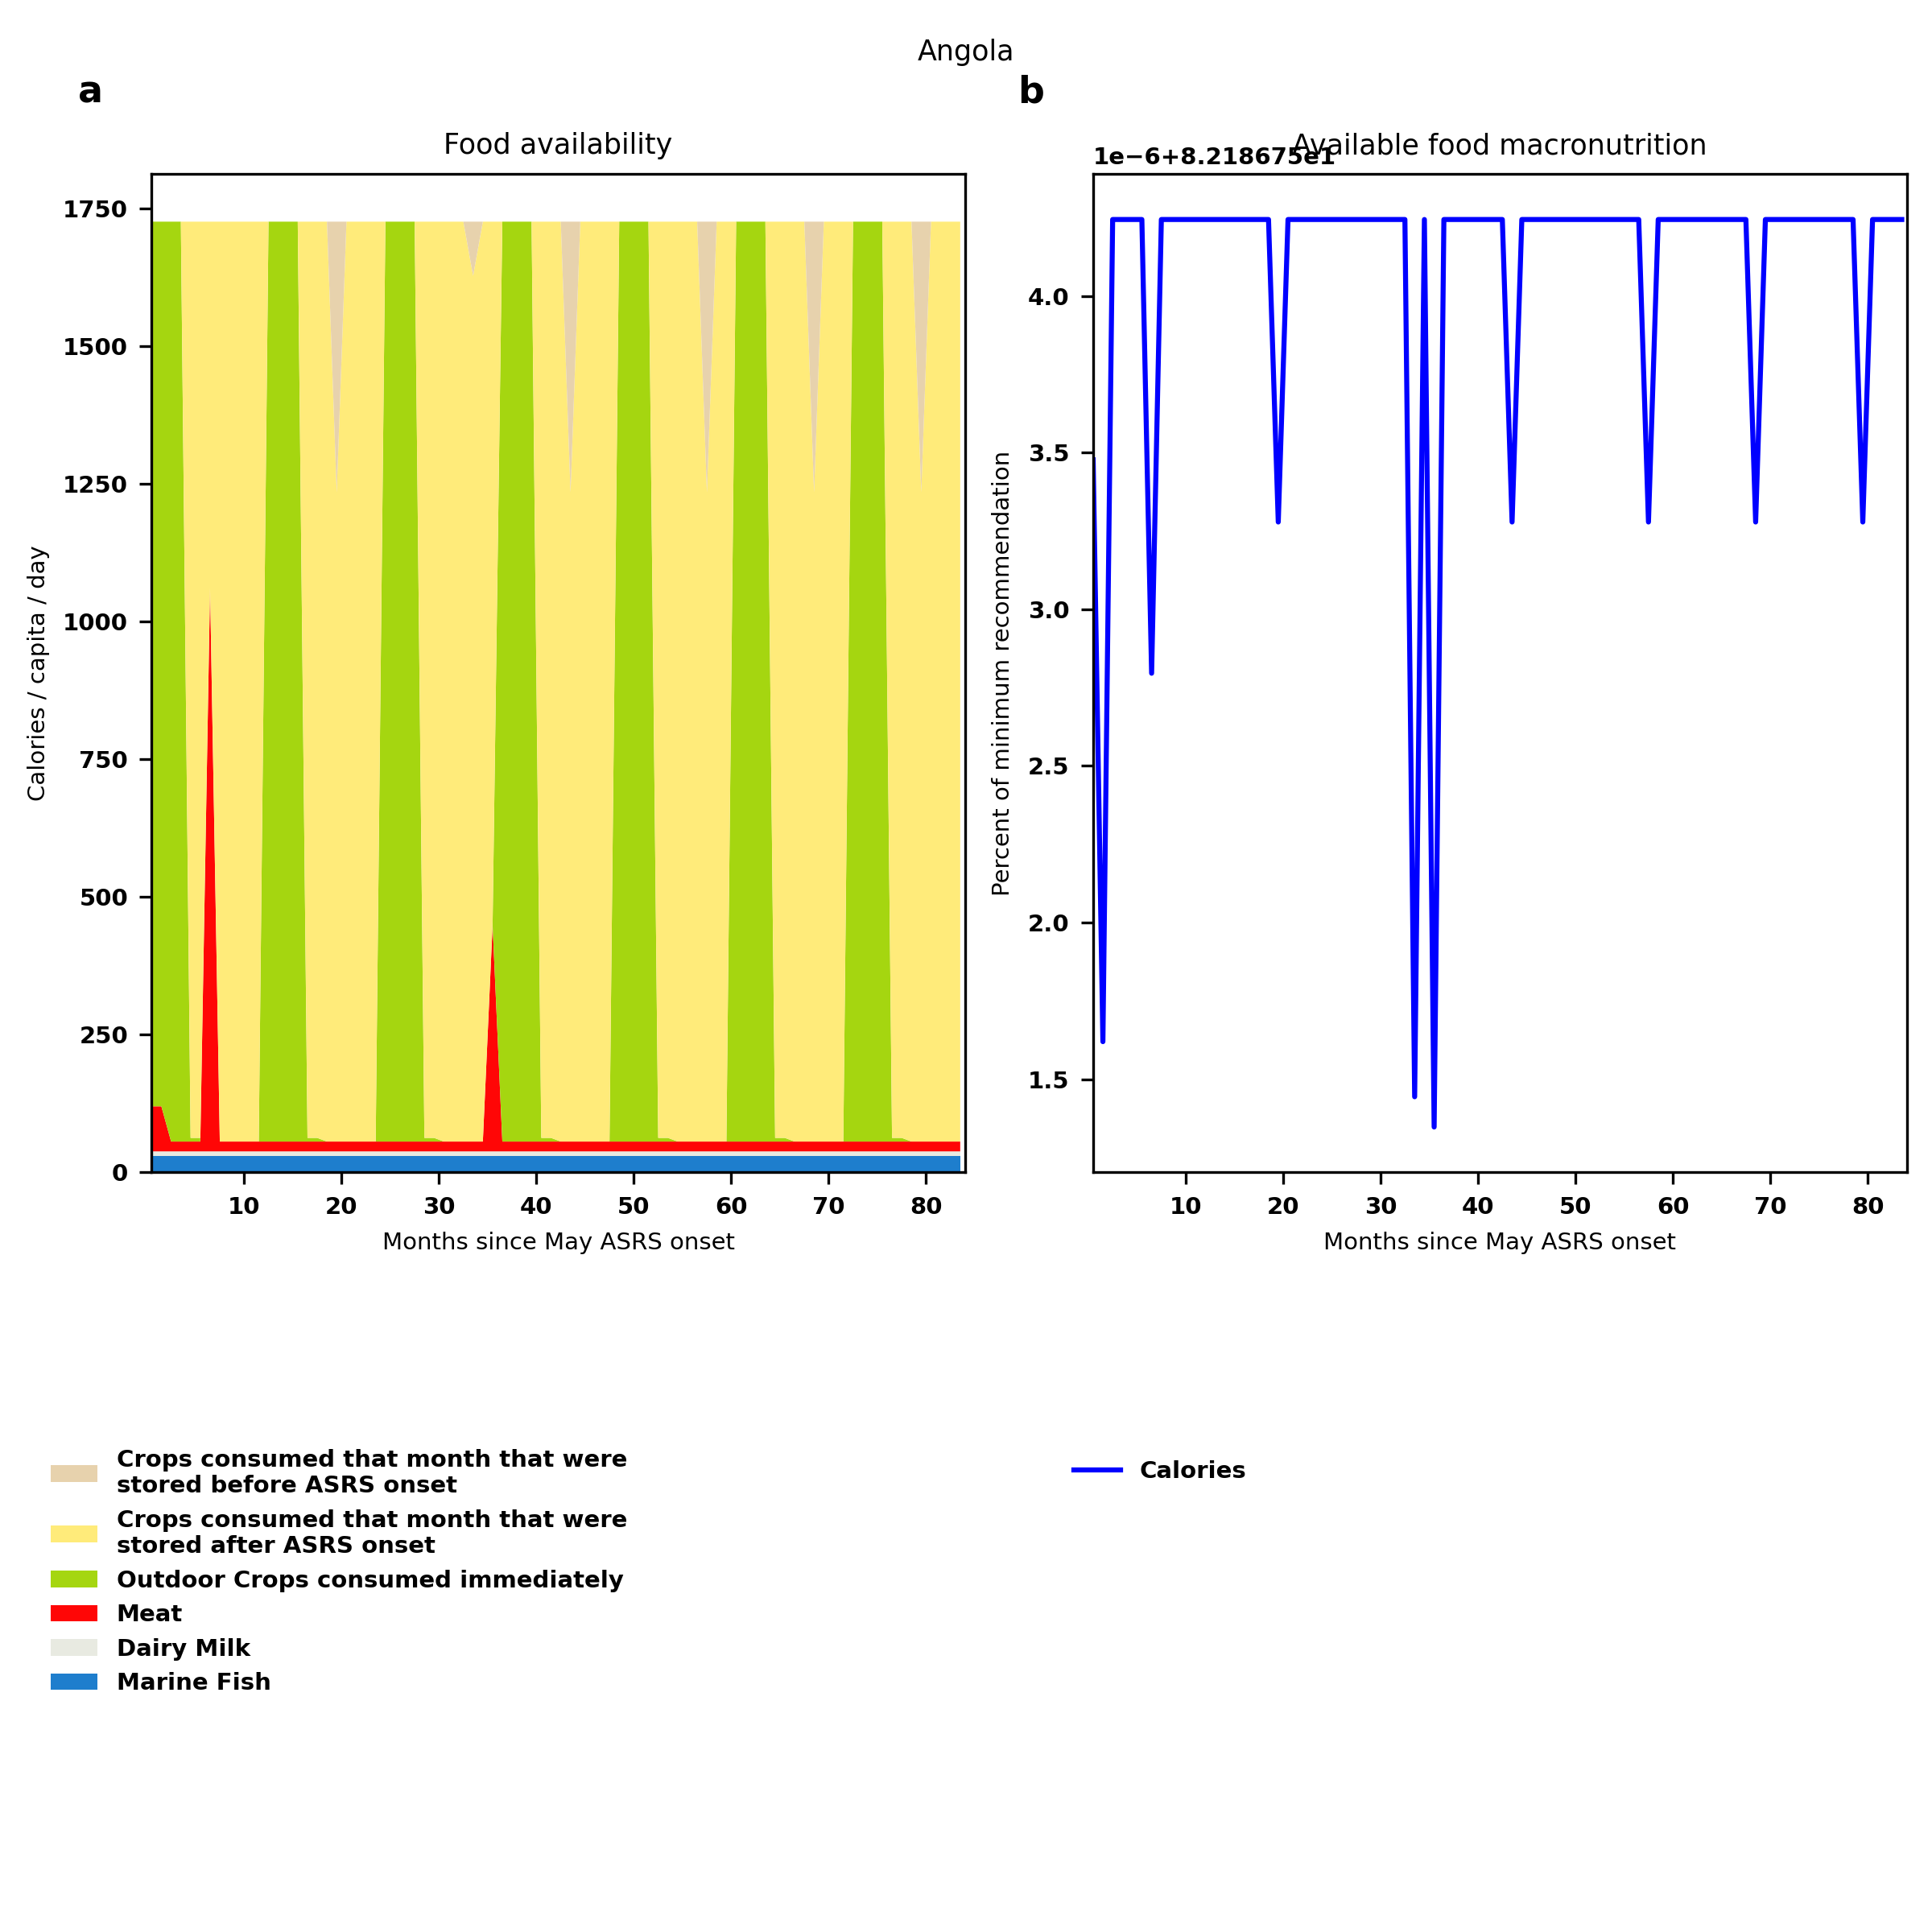 Angola
a
Food availability
1750
1500
1250
1000
750
500
250
0
Calories / capita / day
10 20 30 40 50 60 70 80
Months since May ASRS onset
b
Available food macronutrition
1e−6+8.218675e1
4.0
3.5
3.0
2.5
2.0
1.5
Percent of minimum recommendation
10 20 30 40 50 60 70 80
Months since May ASRS onset
Crops consumed that month that were
stored before ASRS onset
Crops consumed that month that were
stored after ASRS onset
Outdoor Crops consumed immediately
Meat
Dairy Milk
Marine Fish
Calories